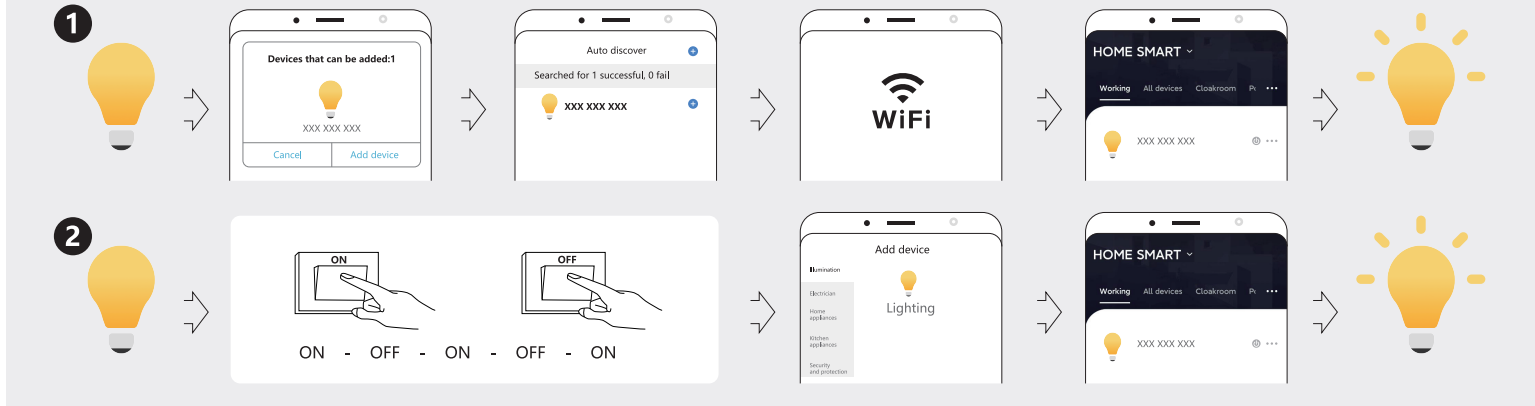 1
Devices that can be added:1
XXX XXX XXX
Cancel
Add device
Auto discover
Searched for 1 successful, 0 fail
XXX XXX XXX
WiFi
HOME SMART
Working All devices Cloakroom
XXX XXX XXX
2
ON
OFF
ON - OFF - ON - OFF - ON
Add device
Illumination
Electrician
Home
appliances
Kitchen
appliances
Security
and protection
Lighting
HOME SMART
Working All devices Cloakroom
XXX XXX XXX